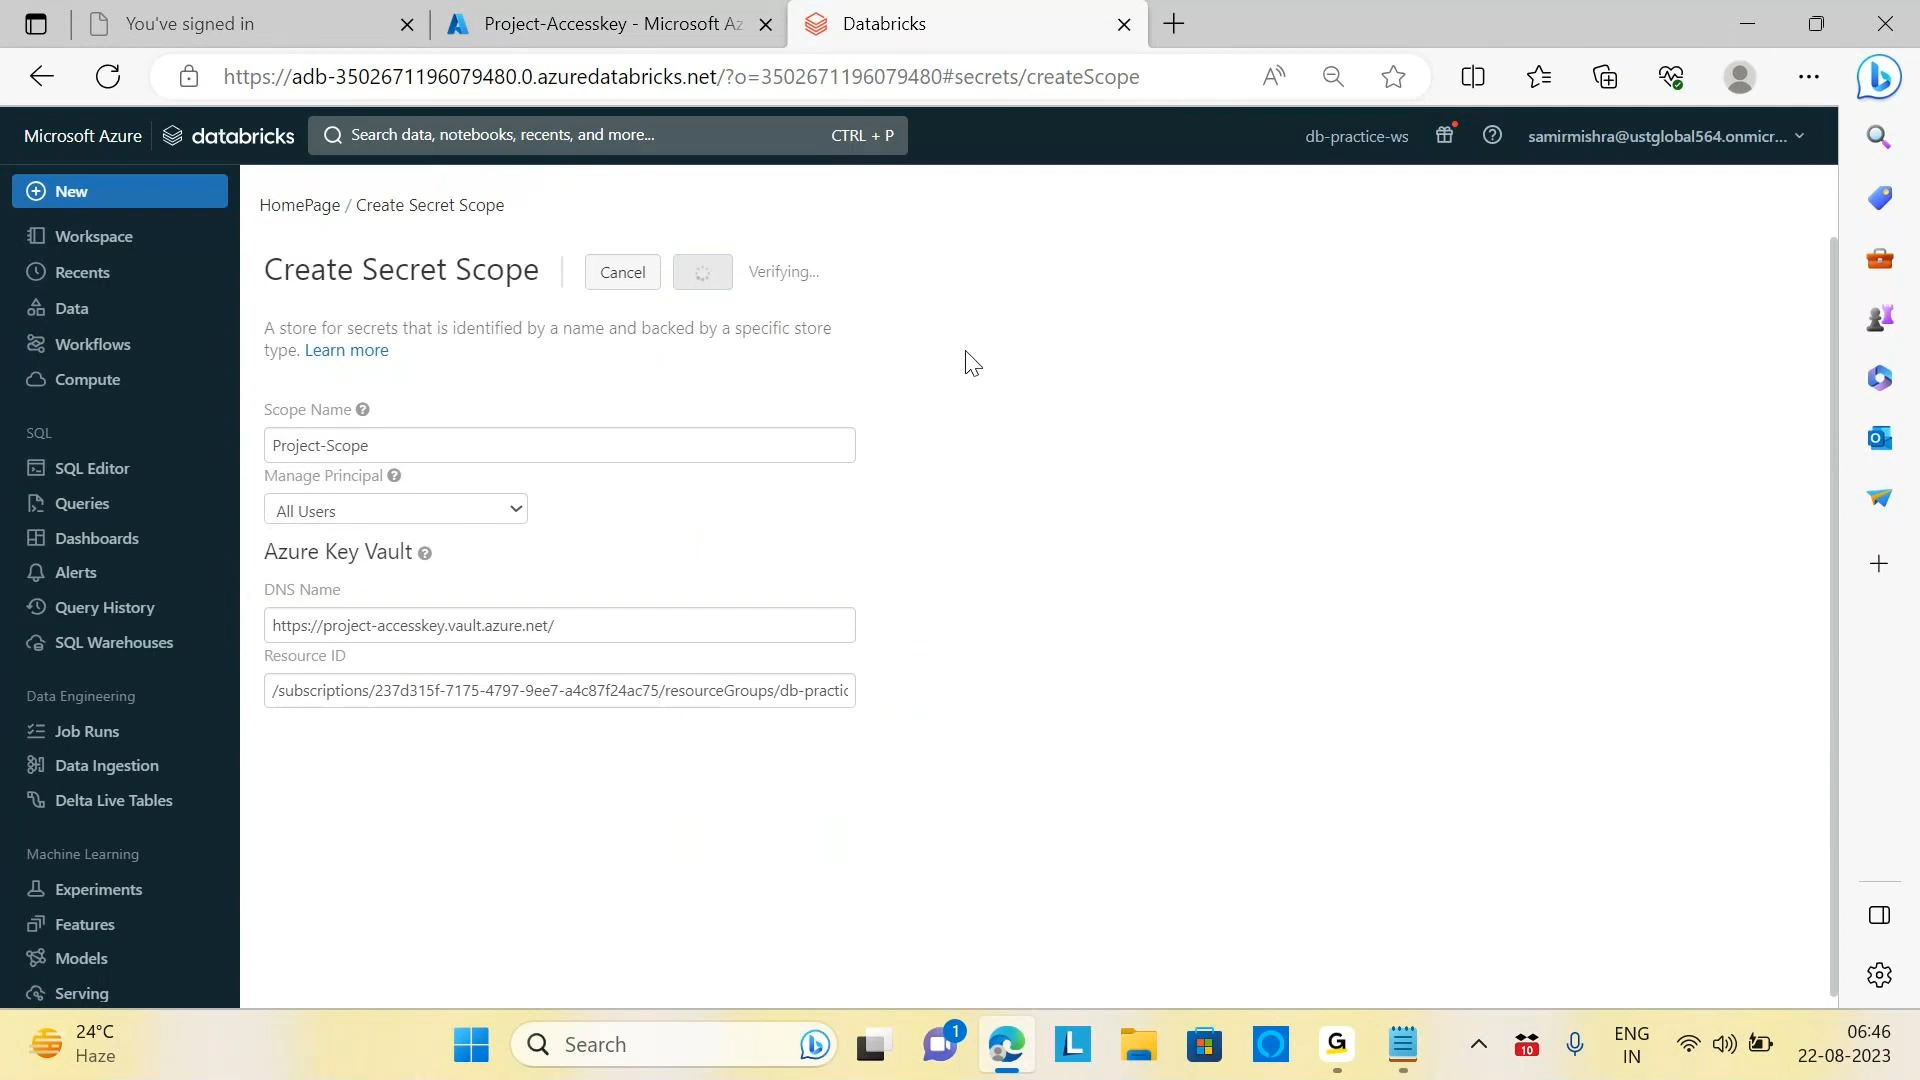 You've signed in
Project-Accesskey - Microsoft Az
Databricks
https://adb-3502671196079480.0.azuredatabricks.net/?o=3502671196079480#secrets/createScope
Microsoft Azure
databricks
Search data, notebooks, recents, and more...
CTRL + P
db-practice-ws
samirmishra@ustglobal564.onmicr...
New
Workspace
Recents
Data
Workflows
Compute
SQL
SQL Editor
Queries
Dashboards
Alerts
Query History
SQL Warehouses
Data Engineering
Job Runs
Data Ingestion
Delta Live Tables
Machine Learning
Experiments
Features
Models
Serving
HomePage / Create Secret Scope
Create Secret Scope
Cancel
Verifying...
A store for secrets that is identified by a name and backed by a specific store
type. Learn more
Scope Name
Project-Scope
Manage Principal
All Users
Azure Key Vault
DNS Name
https://project-accesskey.vault.azure.net/
Resource ID
/subscriptions/237d315f-7175-4797-9ee7-a4c87f24ac75/resourceGroups/db-practic
24°C
Haze
Search
1
10
ENG
IN
06:46
22-08-2023